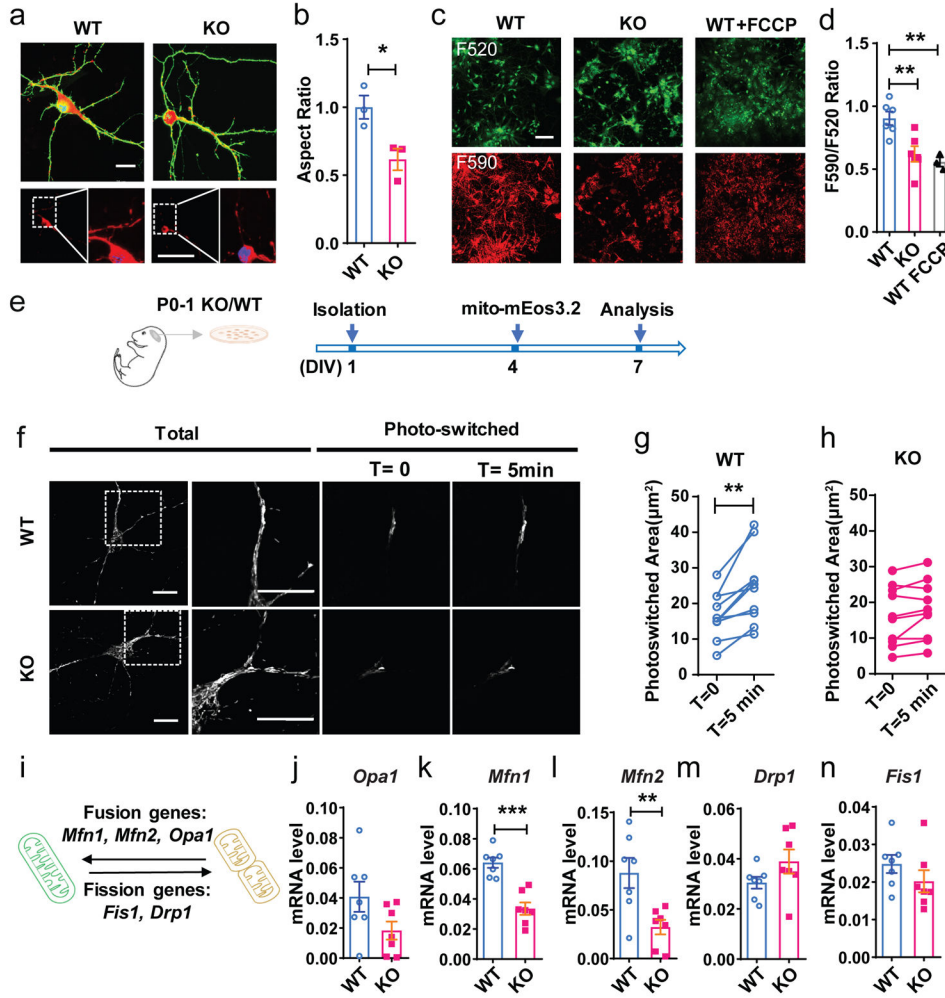 a
WT
KO
b
*
Aspect Ratio
1.5
1.0
0.5
0.0
WT
KO
c
WT
KO
WT+FCCP
F520
F590
d
**
**
F590/F520 Ratio
1.5
1.0
0.5
0.0
WT
KO
WT FCCP
e
P0-1 KO/WT
Isolation
mito-mEos3.2
Analysis
(DIV) 1
4
7
f
Total
Photo-switched
T= 0
T= 5min
WT
KO
g
WT
**
Photoswitched Area(µm²)
50
40
30
20
10
0
T=0
T=5 min
h
KO
Photoswitched Area(µm²)
50
40
30
20
10
0
T=0
T=5 min
i
Fusion genes:
Mfn1, Mfn2, Opa1
Fission genes:
Fis1, Drp1
j
Opa1
mRNA level
0.10
0.08
0.06
0.04
0.02
0.00
WT
KO
k
Mfn1
***
mRNA level
0.10
0.08
0.06
0.04
0.02
0.00
WT
KO
l
Mfn2
**
mRNA level
0.15
0.10
0.05
0.00
WT
KO
m
Drp1
mRNA level
0.06
0.04
0.02
0.00
WT
KO
n
Fis1
mRNA level
0.04
0.03
0.02
0.01
0.00
WT
KO